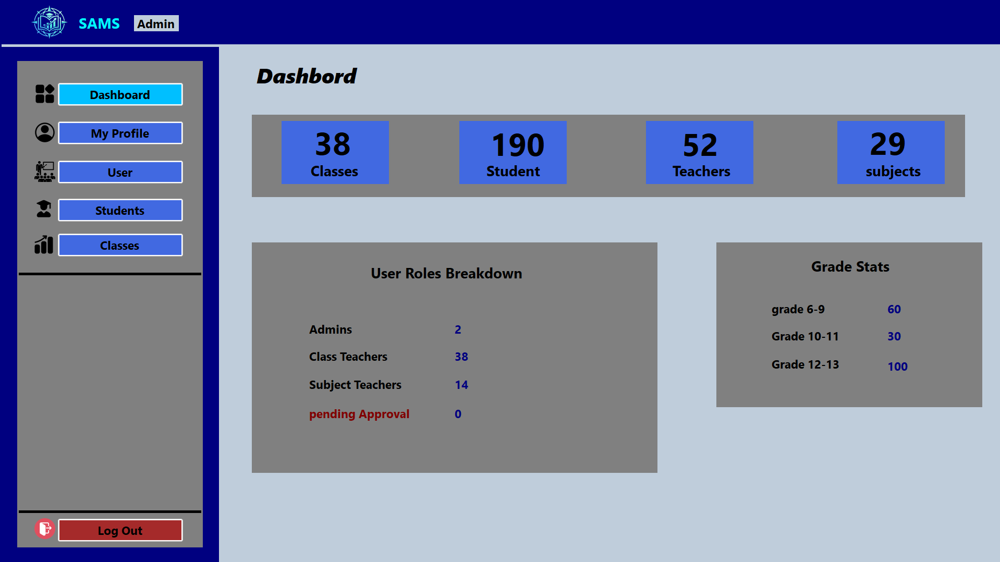 SAMS
Admin
Dashboard
My Profile
User
Students
Classes
Log Out
Dashbord
38
Classes
190
Student
52
Teachers
29
subjects
User Roles Breakdown
Admins 2
Class Teachers 38
Subject Teachers 14
pending Approval 0
Grade Stats
grade 6-9 60
Grade 10-11 30
Grade 12-13 100